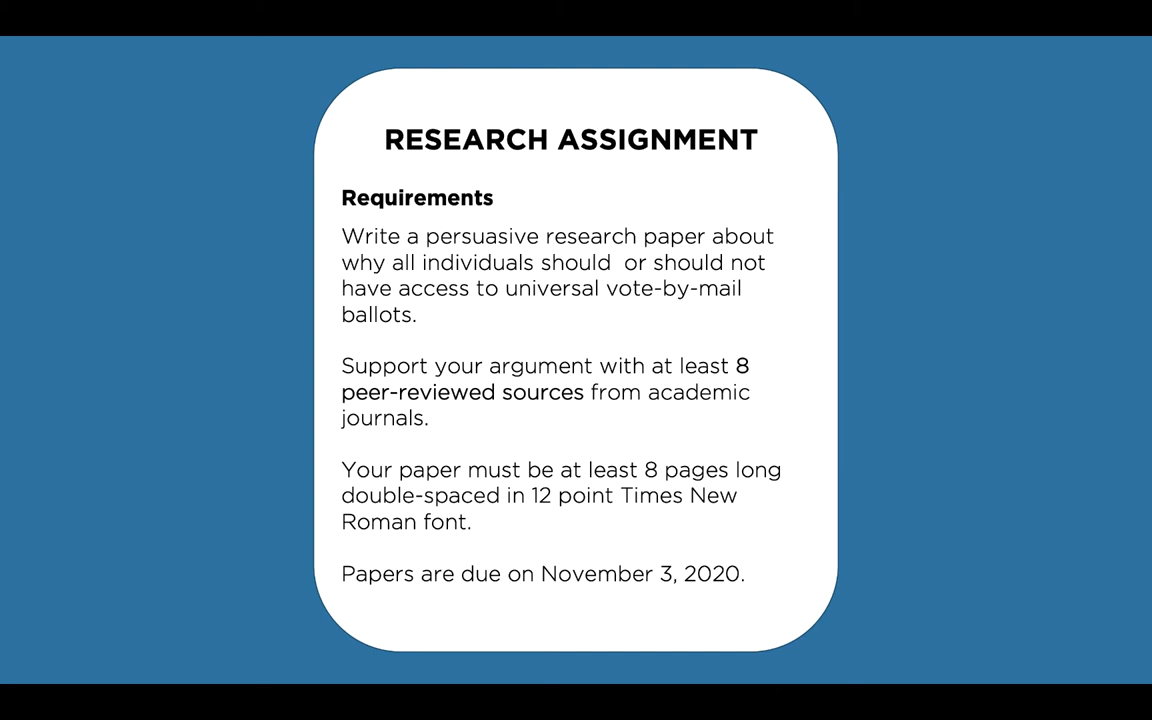 RESEARCH ASSIGNMENT
Requirements
Write a persuasive research paper about
why all individuals should  or should not
have access to universal vote-by-mail
ballots.
Support your argument with at least 8
peer-reviewed sources from academic
journals.
Your paper must be at least 8 pages long
double-spaced in 12 point Times New
Roman font.
Papers are due on November 3, 2020.